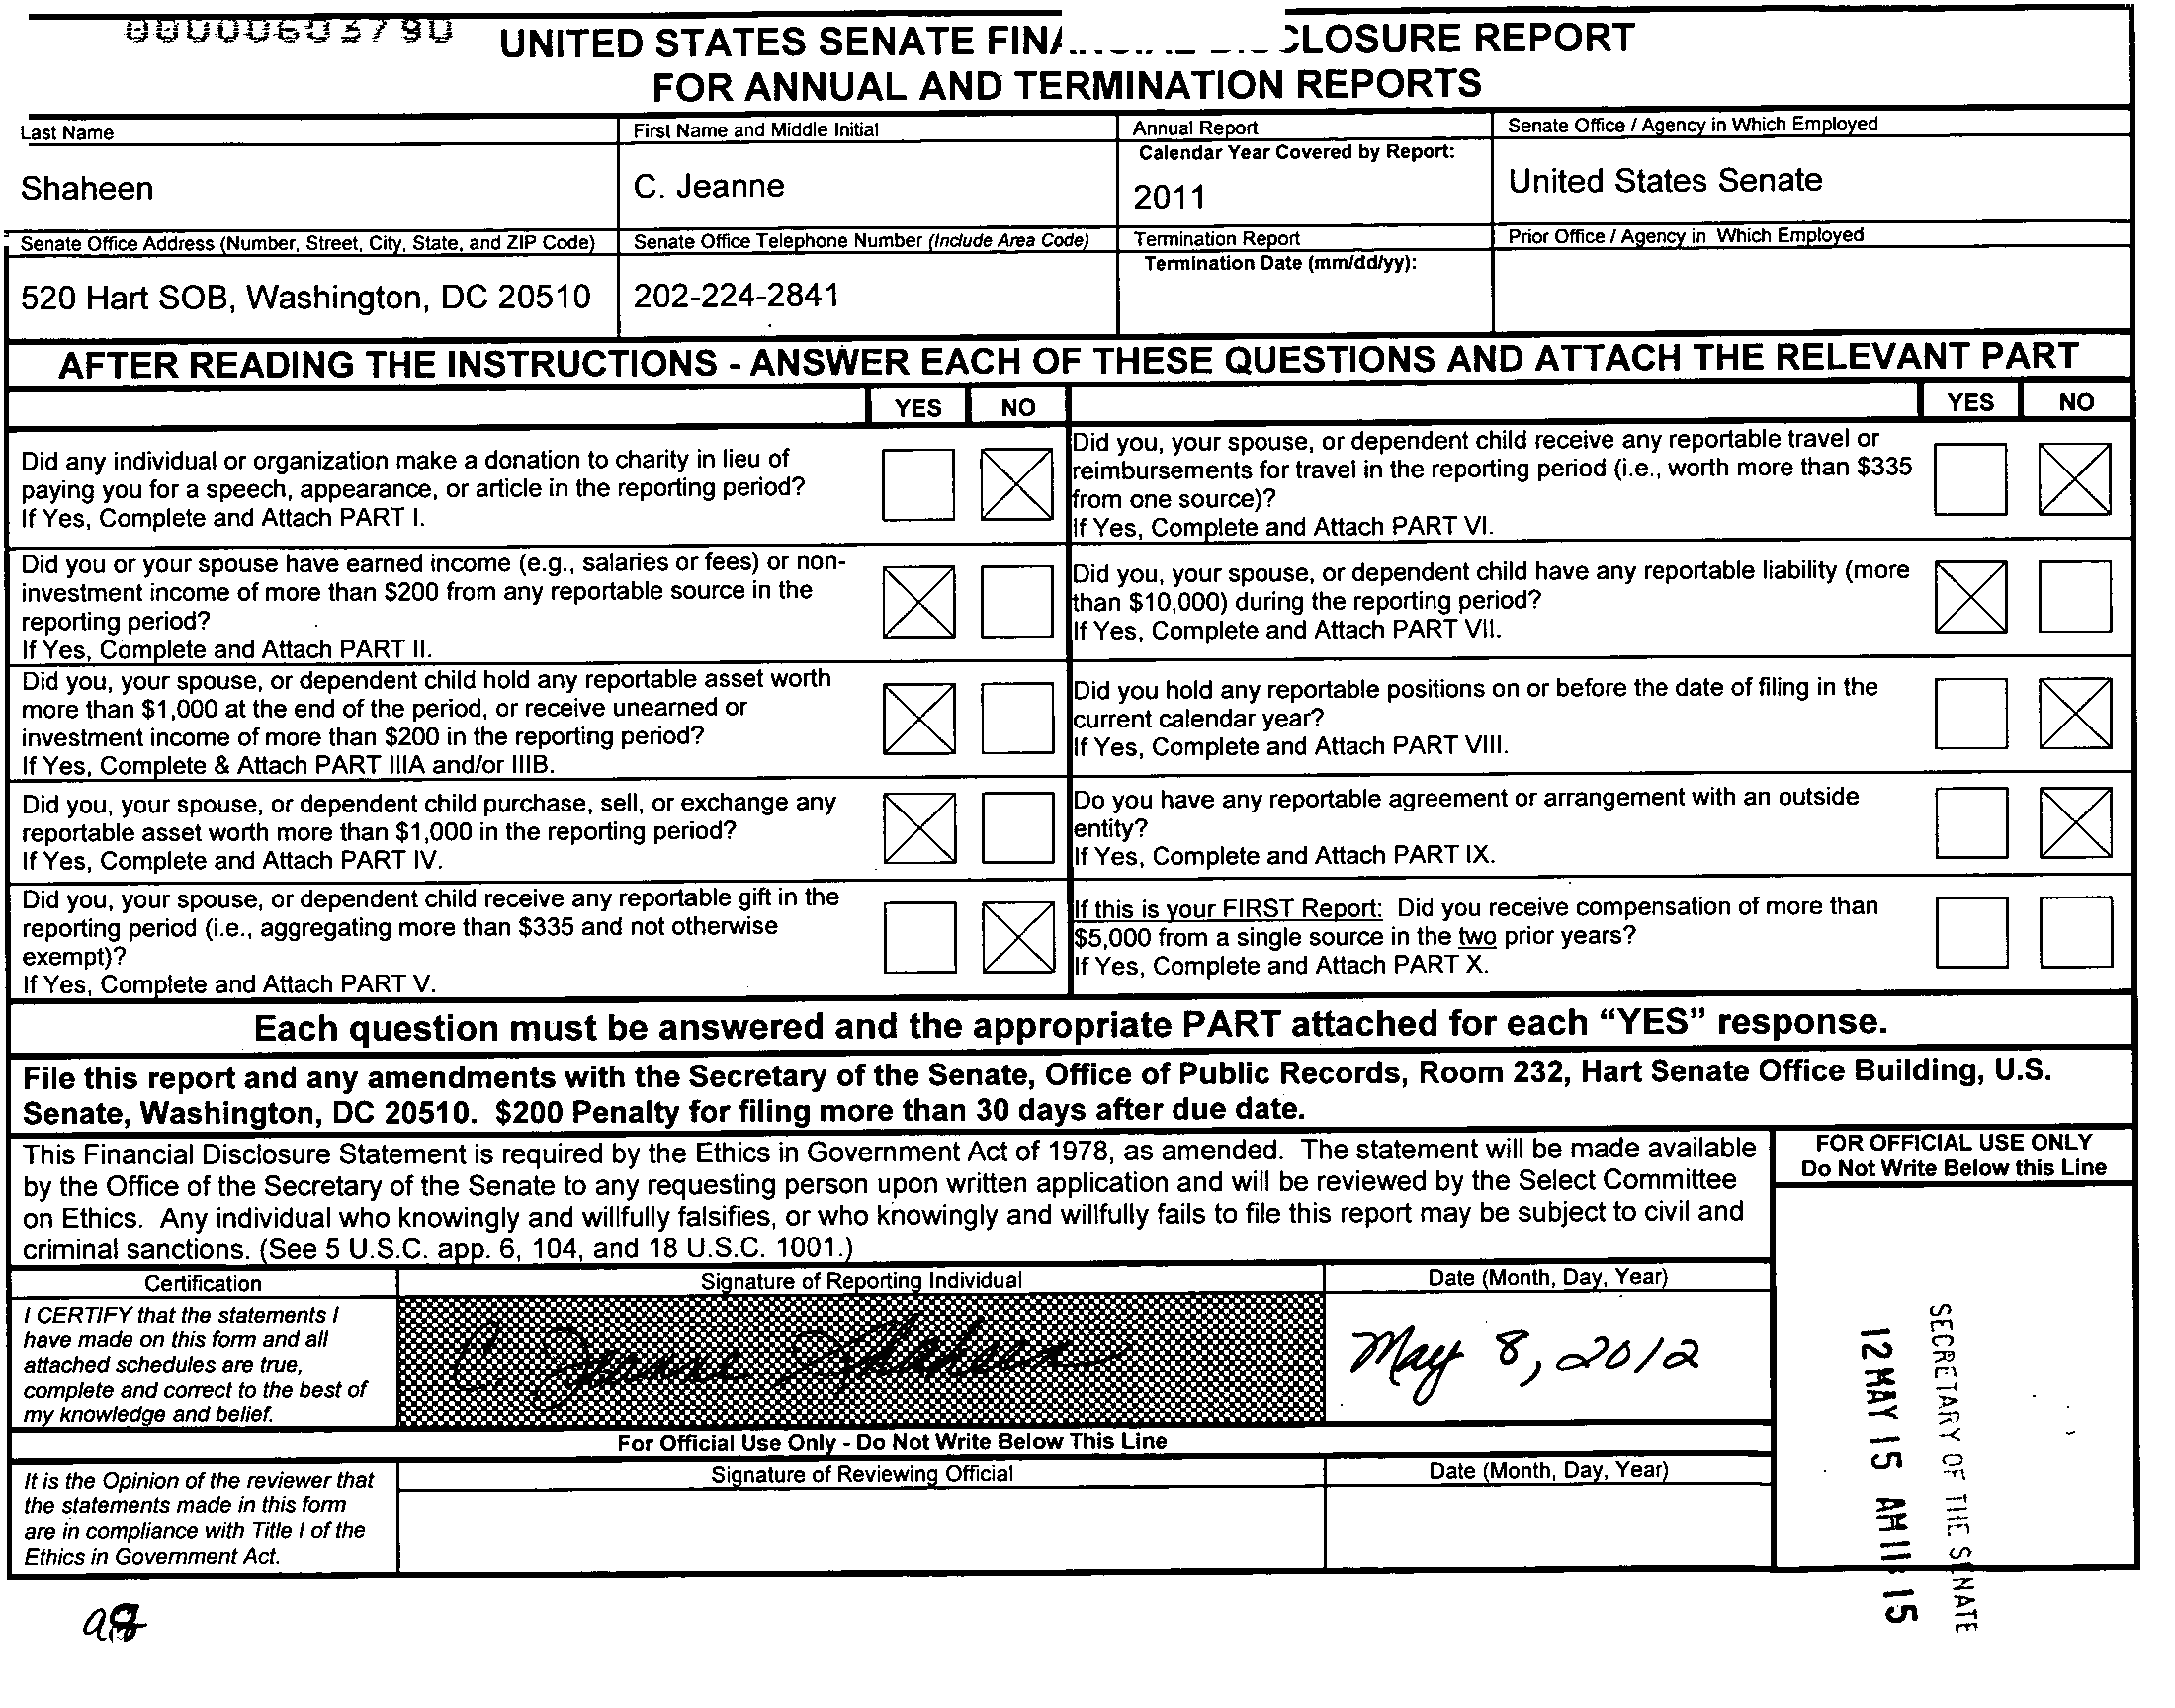 00000603790
UNITED STATES SENATE FINA CLOSURE REPORT
FOR ANNUAL AND TERMINATION REPORTS
Last Name
Shaheen
First Name and Middle Initial
C. Jeanne
Annual Report
Calendar Year Covered by Report:
2011
Senate Office / Agency in Which Employed
United States Senate
Senate Office Address (Number, Street, City, State, and ZIP Code)
520 Hart SOB, Washington, DC 20510
Senate Office Telephone Number (Include Area Code)
202-224-2841
Termination Report
Termination Date (mm/dd/yy):
Prior Office / Agency in Which Employed
AFTER READING THE INSTRUCTIONS - ANSWER EACH OF THESE QUESTIONS AND ATTACH THE RELEVANT PART
YES NO
Did any individual or organization make a donation to charity in lieu of
paying you for a speech, appearance, or article in the reporting period?
If Yes, Complete and Attach PART I.
Did you or your spouse have earned income (e.g., salaries or fees) or non-
investment income of more than $200 from any reportable source in the
reporting period?
If Yes, Complete and Attach PART II.
Did you, your spouse, or dependent child hold any reportable asset worth
more than $1,000 at the end of the period, or receive unearned or
investment income of more than $200 in the reporting period?
If Yes, Complete & Attach PART IIIA and/or IIIB.
Did you, your spouse, or dependent child purchase, sell, or exchange any
reportable asset worth more than $1,000 in the reporting period?
If Yes, Complete and Attach PART IV.
Did you, your spouse, or dependent child receive any reportable gift in the
reporting period (i.e., aggregating more than $335 and not otherwise
exempt)?
If Yes, Complete and Attach PART V.
YES NO
Did you, your spouse, or dependent child receive any reportable travel or
reimbursements for travel in the reporting period (i.e., worth more than $335
from one source)?
If Yes, Complete and Attach PART VI.
Did you, your spouse, or dependent child have any reportable liability (more
than $10,000) during the reporting period?
If Yes, Complete and Attach PART VII.
Did you hold any reportable positions on or before the date of filing in the
current calendar year?
If Yes, Complete and Attach PART VIII.
Do you have any reportable agreement or arrangement with an outside
entity?
If Yes, Complete and Attach PART IX.
If this is your FIRST Report: Did you receive compensation of more than
$5,000 from a single source in the two prior years?
If Yes, Complete and Attach PART X.
Each question must be answered and the appropriate PART attached for each “YES” response.
File this report and any amendments with the Secretary of the Senate, Office of Public Records, Room 232, Hart Senate Office Building, U.S.
Senate, Washington, DC 20510. $200 Penalty for filing more than 30 days after due date.
This Financial Disclosure Statement is required by the Ethics in Government Act of 1978, as amended. The statement will be made available
by the Office of the Secretary of the Senate to any requesting person upon written application and will be reviewed by the Select Committee
on Ethics. Any individual who knowingly and willfully falsifies, or who knowingly and willfully fails to file this report may be subject to civil and
criminal sanctions. (See 5 U.S.C. app. 6, 104, and 18 U.S.C. 1001.)
FOR OFFICIAL USE ONLY
Do Not Write Below this Line
Certification
I CERTIFY that the statements I
have made on this form and all
attached schedules are true,
complete and correct to the best of
my knowledge and belief.
Signature of Reporting Individual
C. Jeanne Shaheen
Date (Month, Day, Year)
May 8, 2012
For Official Use Only - Do Not Write Below This Line
It is the Opinion of the reviewer that
the statements made in this form
are in compliance with Title I of the
Ethics in Government Act.
Signature of Reviewing Official
Date (Month, Day, Year)
SECRETARY OF THE SENATE
12 MAY 15 AM 11:15